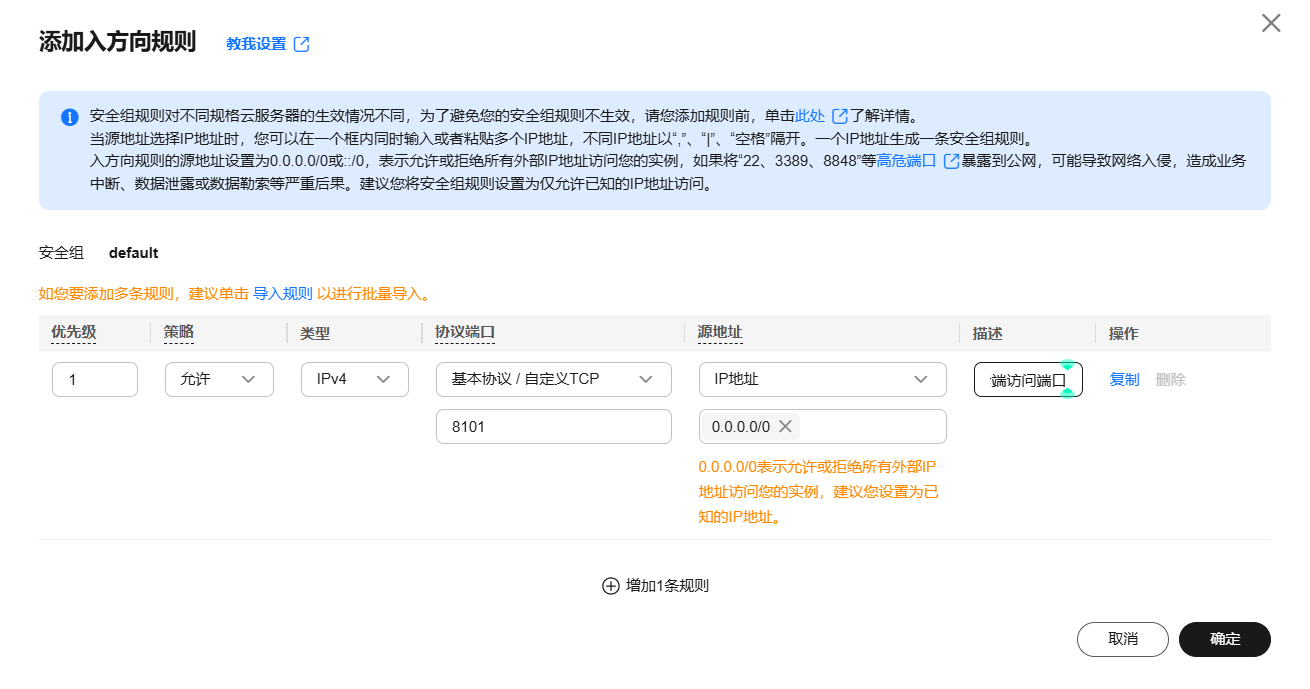 添加入方向规则 教我设置
安全组规则对不同规格云服务器的生效情况不同，为了避免您的安全组规则不生效，请您添加规则前，单击此处 了解详情。
当源地址选择IP地址时，您可以在一个框内同时输入或者粘贴多个IP地址，不同IP地址以“,”、“|”、“空格”隔开。一个IP地址生成一条安全组规则。
入方向规则的源地址设置为0.0.0.0/0或::/0，表示允许或拒绝所有外部IP地址访问您的实例，如果将“22、3389、8848”等高危端口 暴露到公网，可能导致网络入侵，造成业务
中断、数据泄露或数据勒索等严重后果。建议您将安全组规则设置为仅允许已知的IP地址访问。
安全组 default
如您要添加多条规则，建议单击 导入规则 以进行批量导入。
优先级 策略 类型 协议端口 源地址 描述 操作
1 允许 IPv4 基本协议 / 自定义TCP IP地址 端访问端口 复制 删除
8101 0.0.0.0/0
0.0.0.0/0表示允许或拒绝所有外部IP
地址访问您的实例，建议您设置为已
知的IP地址。
增加1条规则
取消 确定